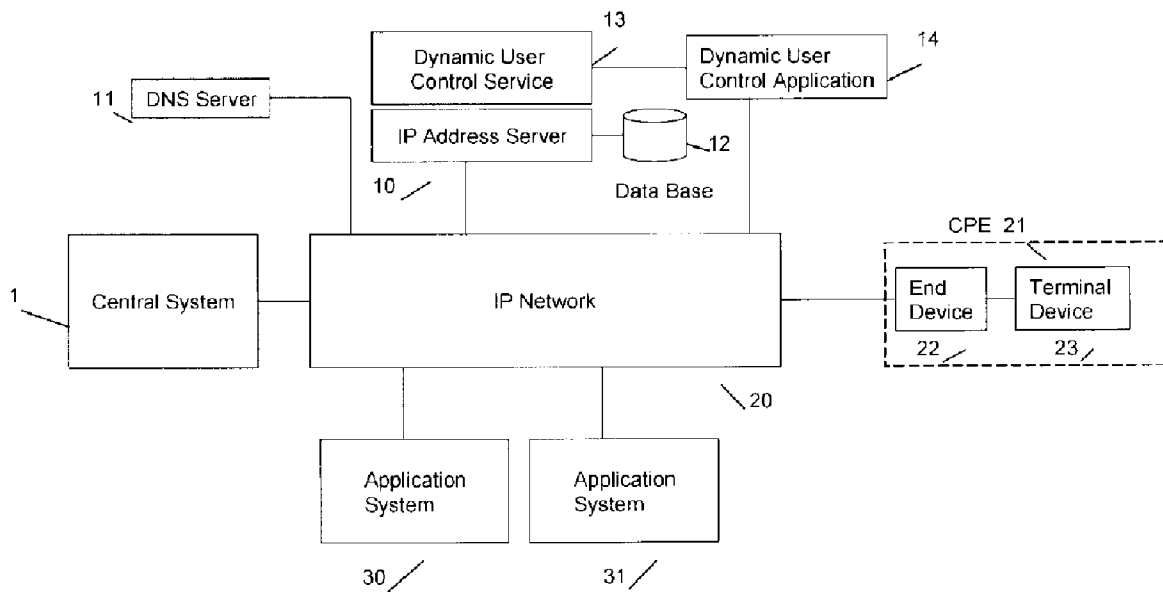 13
14
Dynamic User
Control Service
Dynamic User
Control Application
11
DNS Server
IP Address Server
12
10
Data Base
CPE 21
1
Central System
IP Network
End
Device
Terminal
Device
22
23
20
Application
System
Application
System
30
31